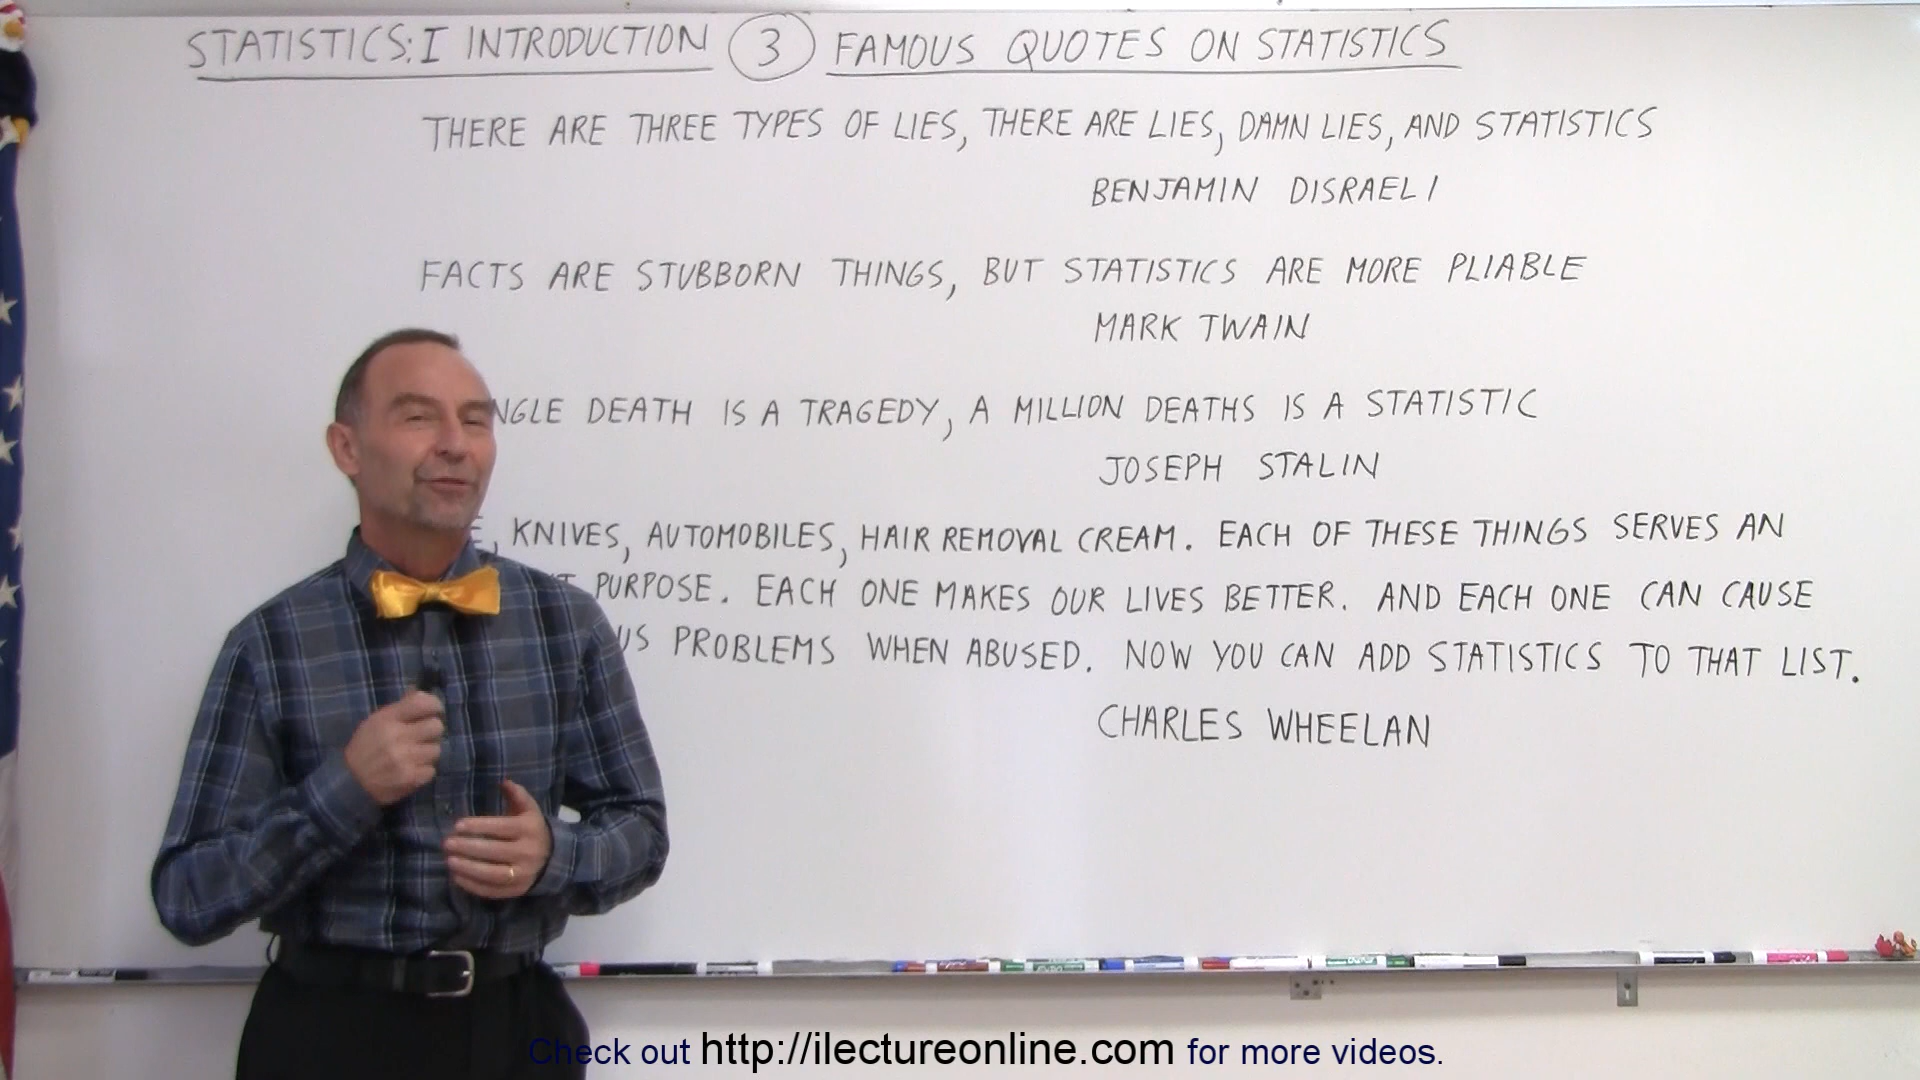 STATISTICS: I INTRODUCTION 3 FAMOUS QUOTES ON STATISTICS
THERE ARE THREE TYPES OF LIES, THERE ARE LIES, DAMN LIES, AND STATISTICS
BENJAMIN DISRAELI
FACTS ARE STUBBORN THINGS, BUT STATISTICS ARE MORE PLIABLE
MARK TWAIN
NGLE DEATH IS A TRAGEDY, A MILLION DEATHS IS A STATISTIC
JOSEPH STALIN
E, KNIVES, AUTOMOBILES, HAIR REMOVAL CREAM. EACH OF THESE THINGS SERVES AN
T PURPOSE. EACH ONE MAKES OUR LIVES BETTER. AND EACH ONE CAN CAUSE
US PROBLEMS WHEN ABUSED. NOW YOU CAN ADD STATISTICS TO THAT LIST.
CHARLES WHEELAN
Check out http://ilectureonline.com for more videos.